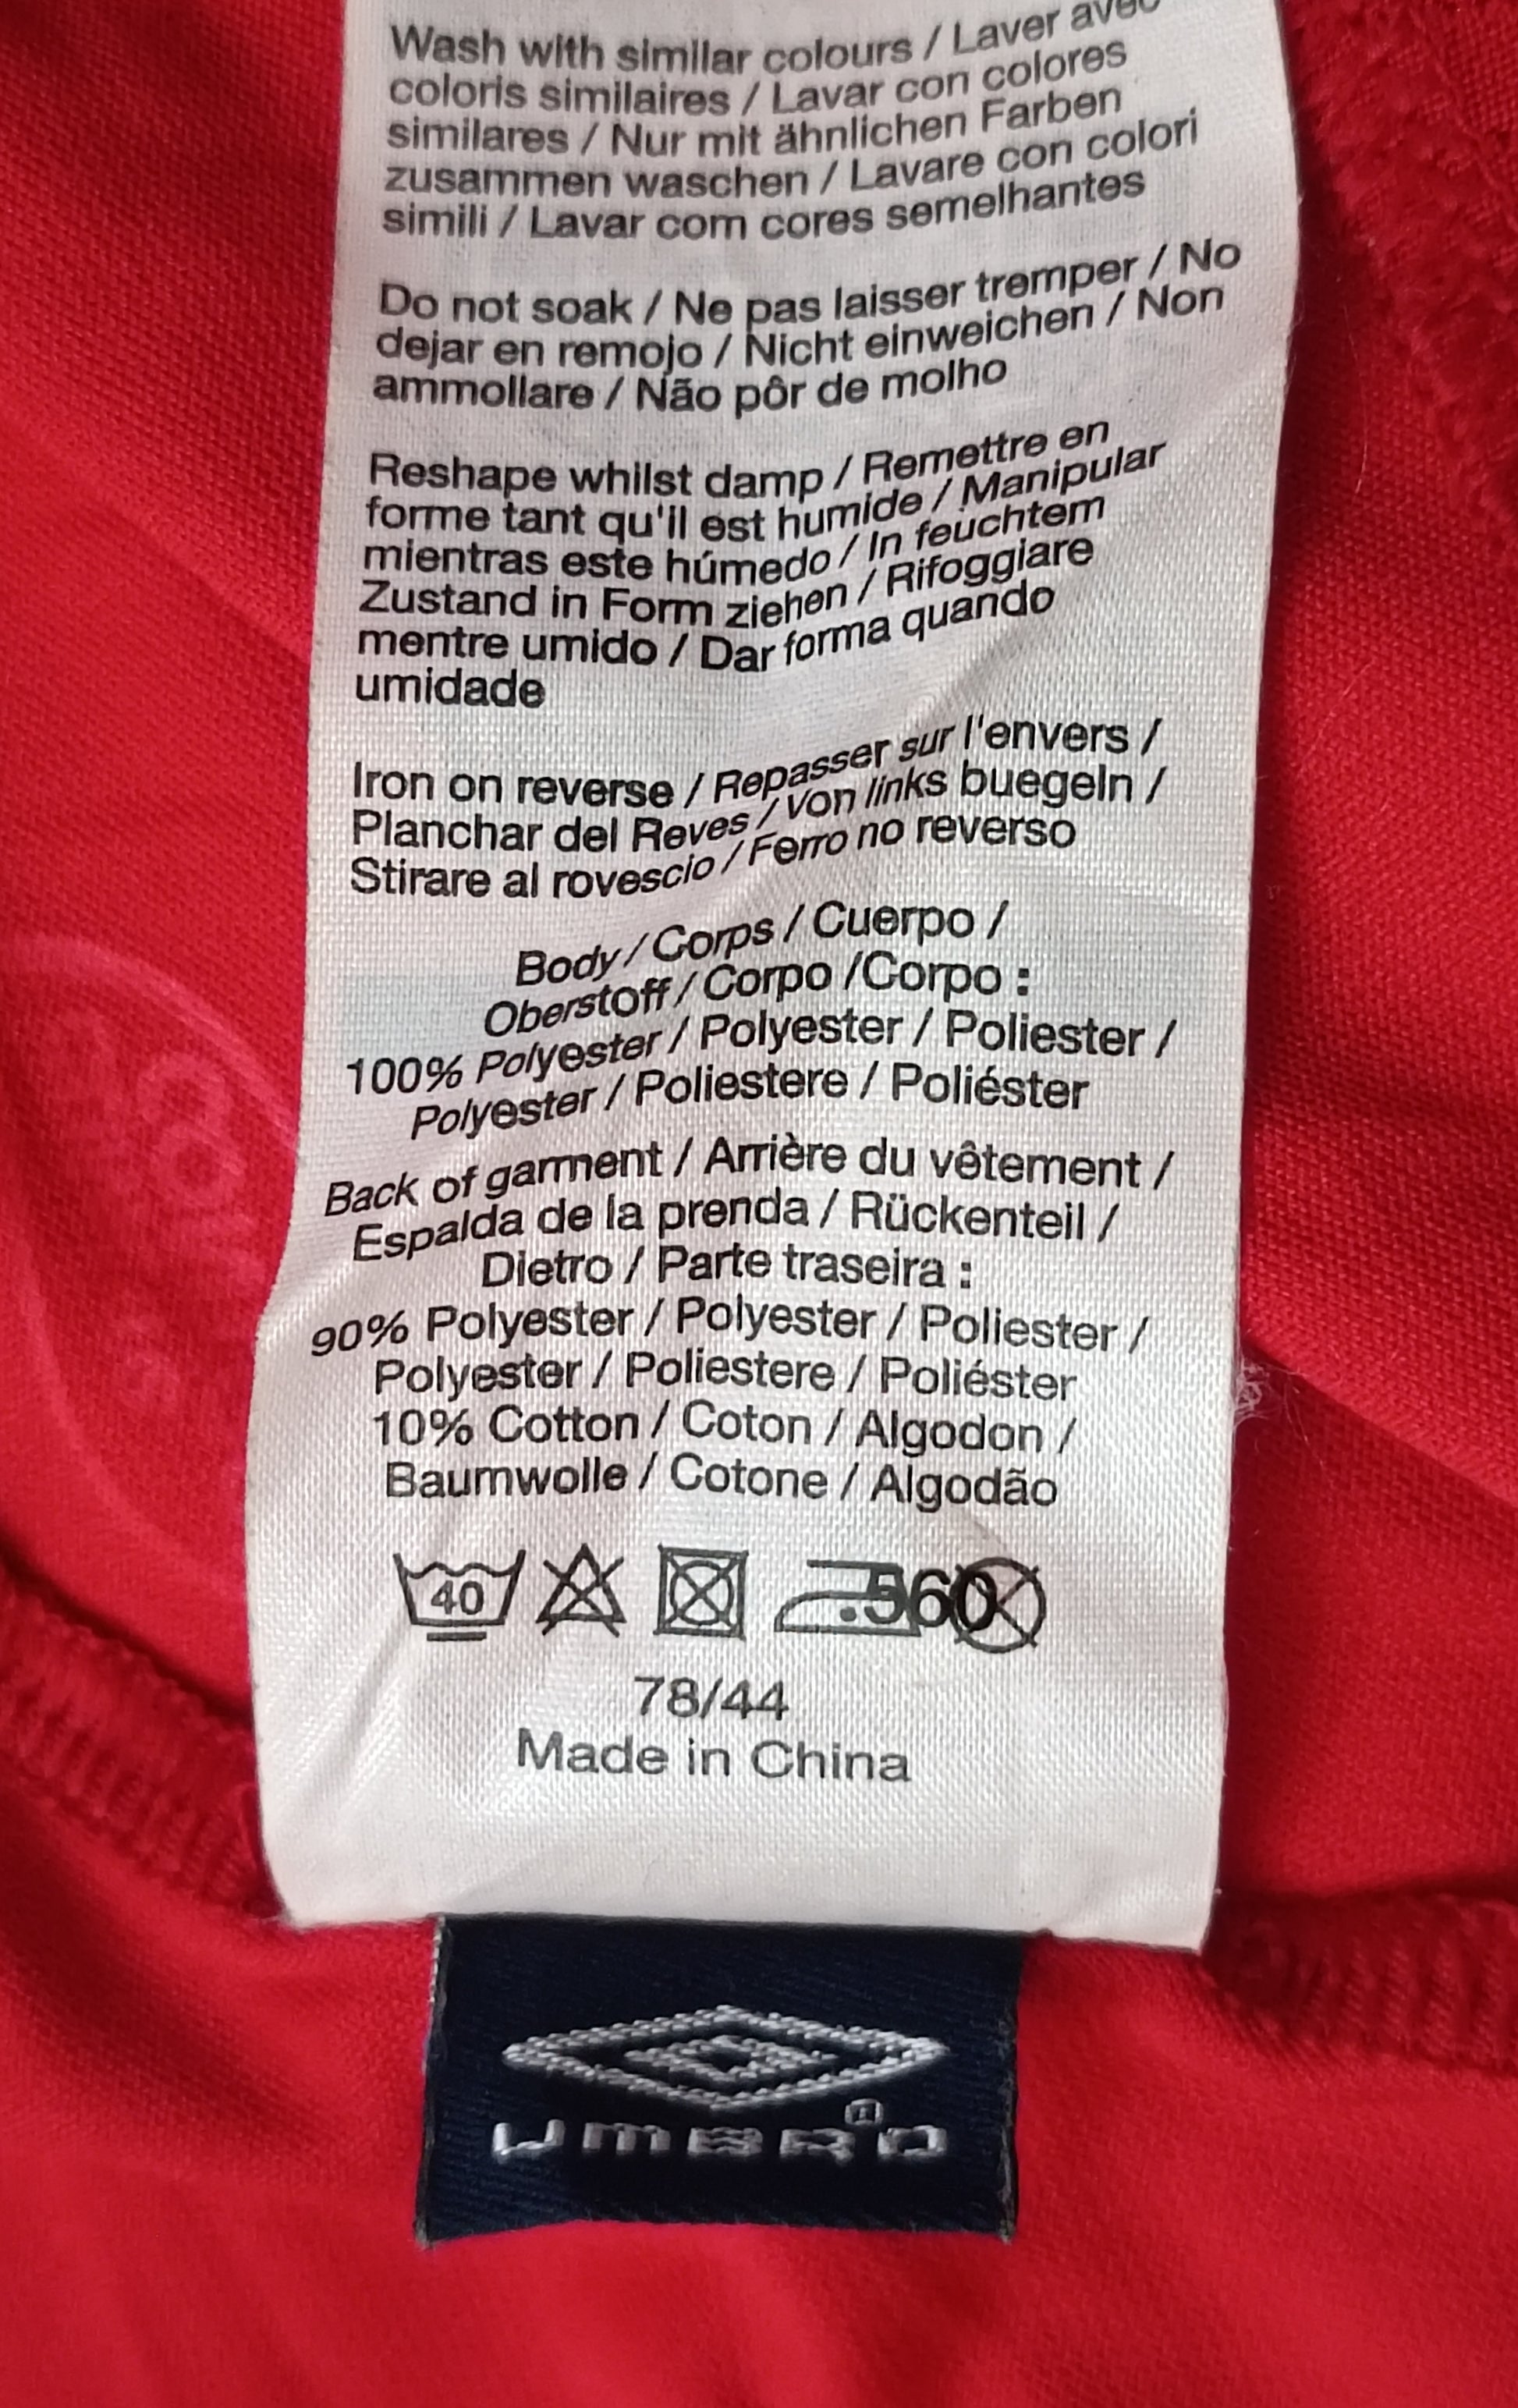 Wash with similar colours / Laver avec
coloris similaires / Lavar con colores
similares / Nur mit ähnlichen Farben
zusammen waschen / Lavare con colori
simili / Lavar com cores semelhantes
Do not soak / Ne pas laisser tremper / No
dejar en remojo / Nicht einweichen / Non
ammollare / Não pôr de molho
Reshape whilst damp / Remettre en
forme tant qu'il est humide / Manipular
mientras este húmedo / In feuchtem
Zustand in Form ziehen / Rifoggiare
mentre umido / Dar forma quando
umidade
Iron on reverse / Repasser sur l'envers /
Planchar del Reves / Von links buegeln /
Stirare al rovescio / Ferro no reverso
Body / Corps / Cuerpo /
Oberstoff / Corpo /Corpo :
100% Polyester / Polyester / Poliester /
Polyester / Poliestere / Poliéster
Back of garment / Arrière du vêtement /
Espalda de la prenda / Rückenteil /
Dietro / Parte traseira :
90% Polyester / Polyester / Poliester /
Polyester / Poliestere / Poliéster
10% Cotton / Coton / Algodon /
Baumwolle / Cotone / Algodão
40 560
78/44
Made in China
umbro